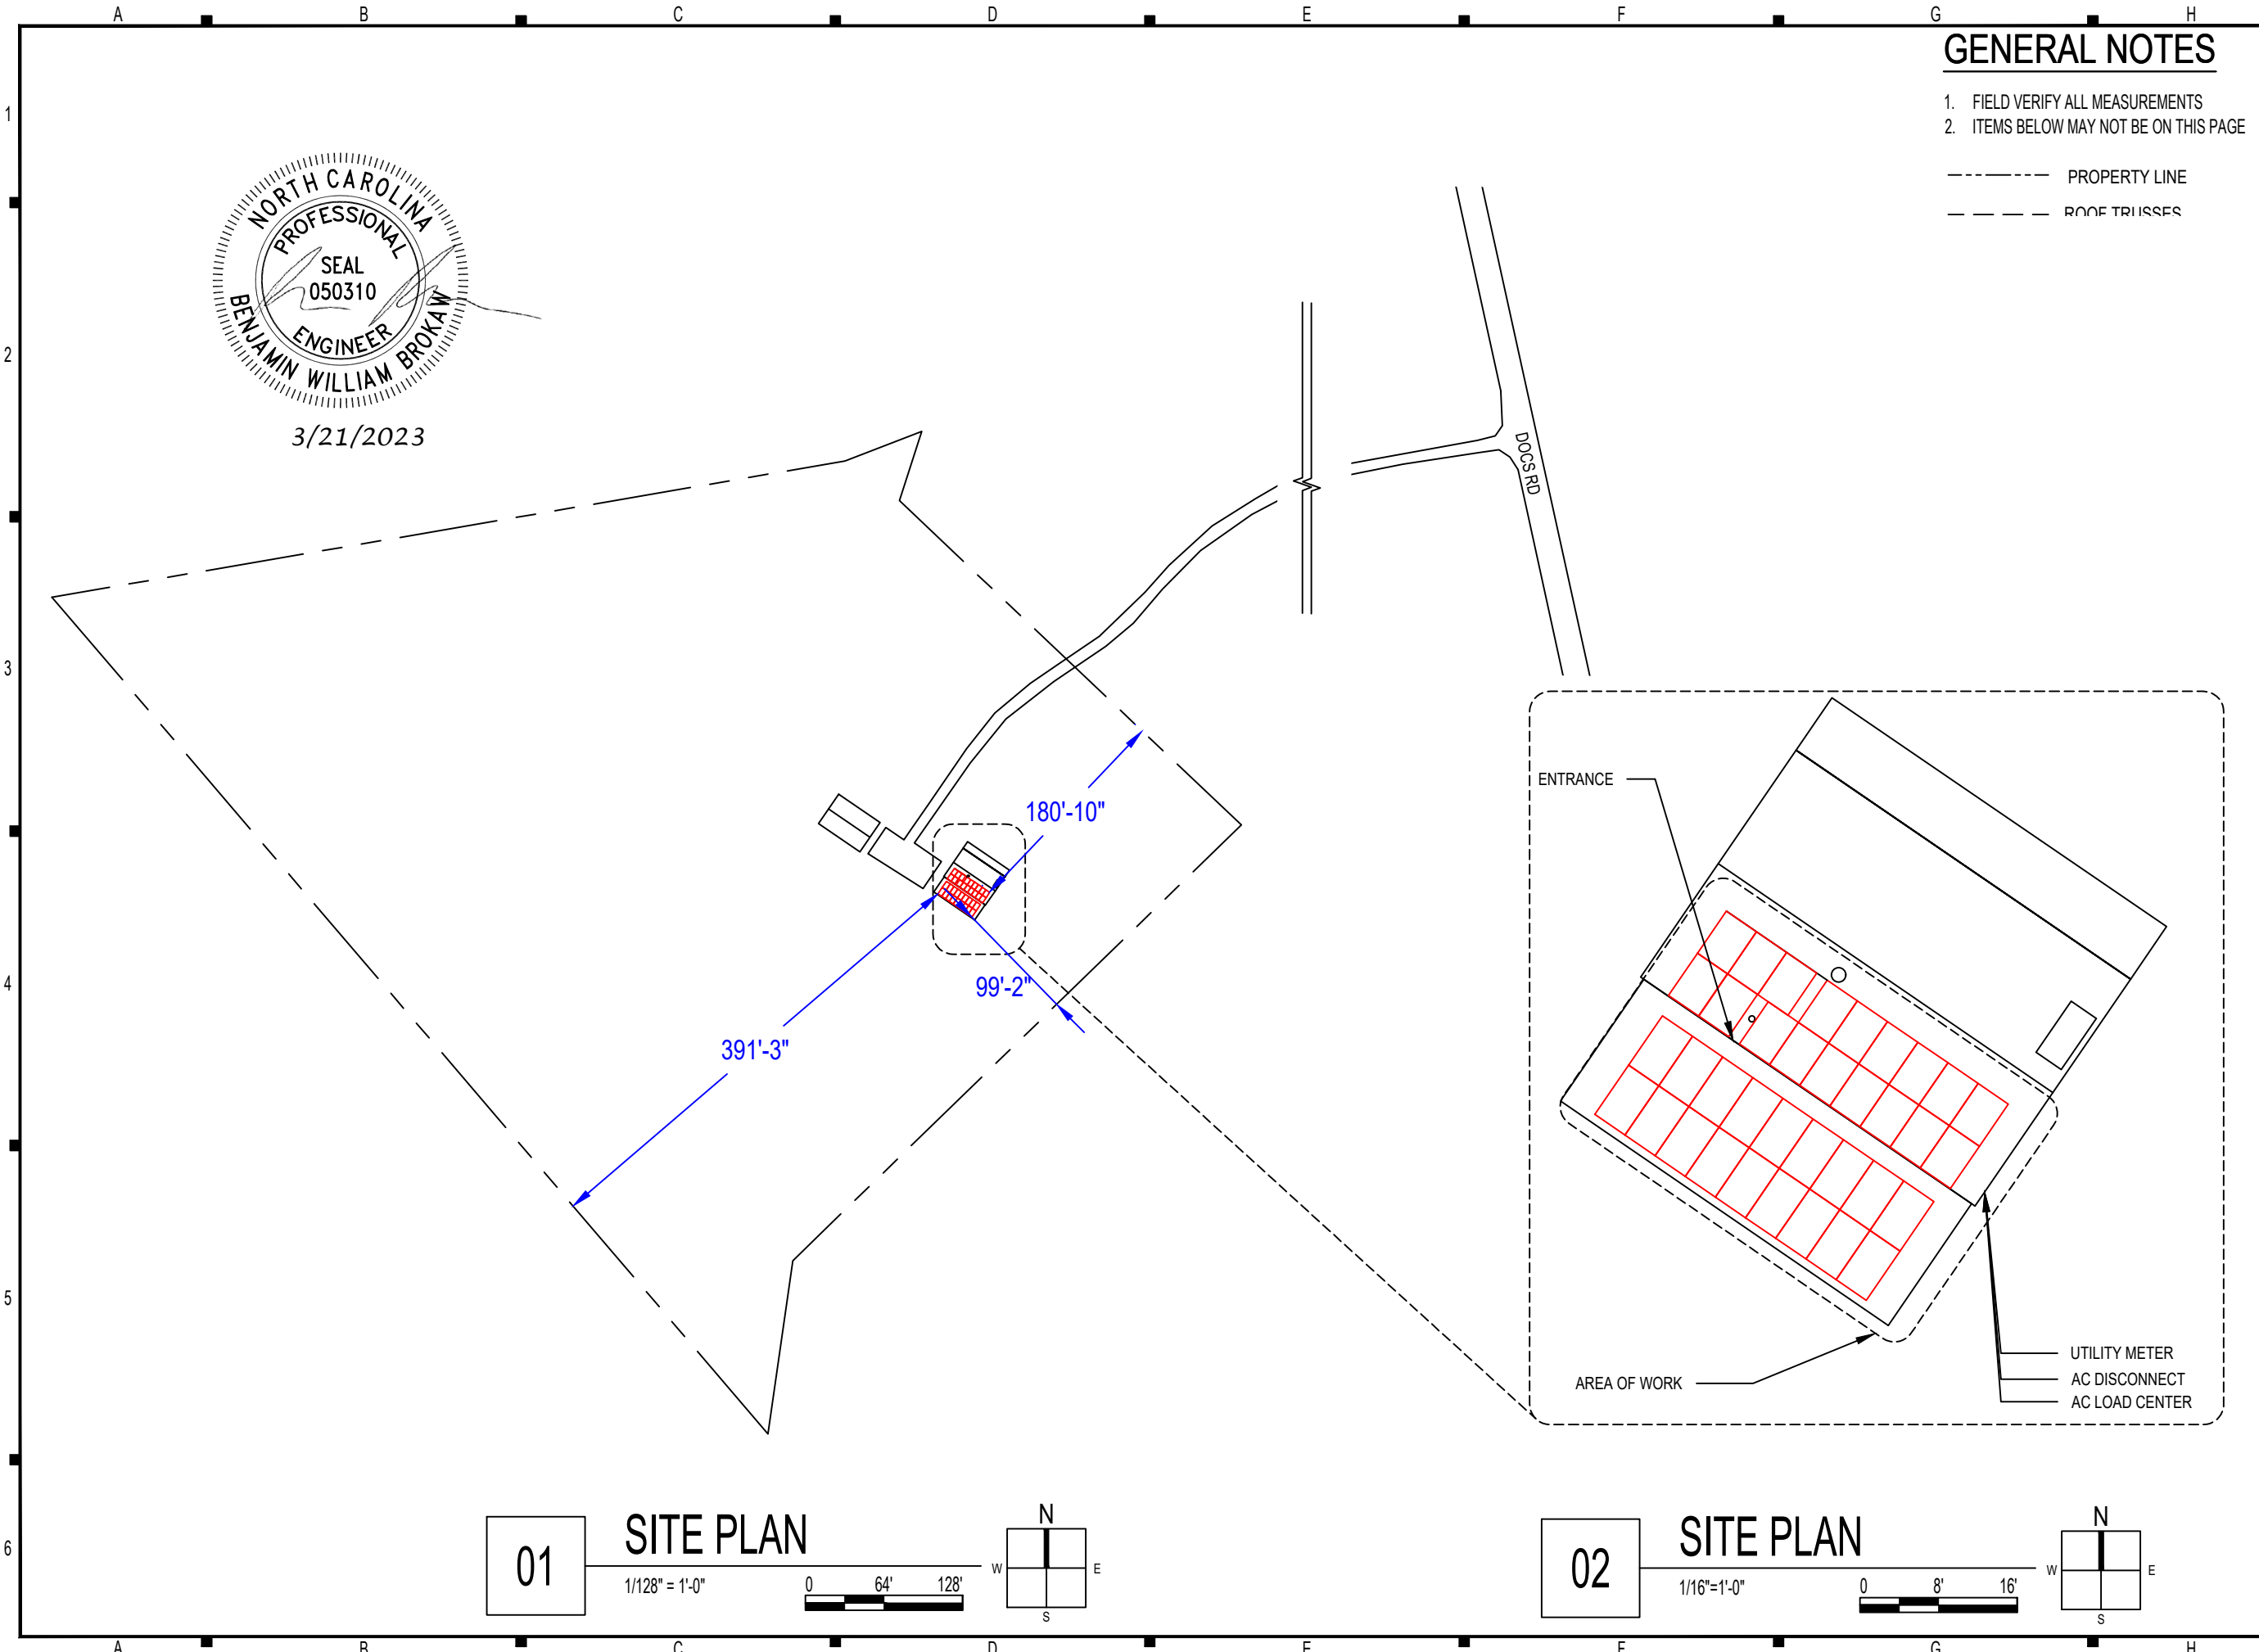 A B C D E F G H
GENERAL NOTES
1. FIELD VERIFY ALL MEASUREMENTS
2. ITEMS BELOW MAY NOT BE ON THIS PAGE
PROPERTY LINE
ROOF TRUSSES
1
2
3
4
5
6
NORTH CAROLINA
PROFESSIONAL
SEAL
050310
ENGINEER
BENJAMIN WILLIAM BROKAW
3/21/2023
DOCS RD
180'-10"
99'-2"
391'-3"
ENTRANCE
AREA OF WORK
UTILITY METER
AC DISCONNECT
AC LOAD CENTER
01
SITE PLAN
1/128" = 1'-0"
0 64' 128'
N
W E
S
02
SITE PLAN
1/16"=1'-0"
0 8' 16'
N
W E
S
A B C D E F G H